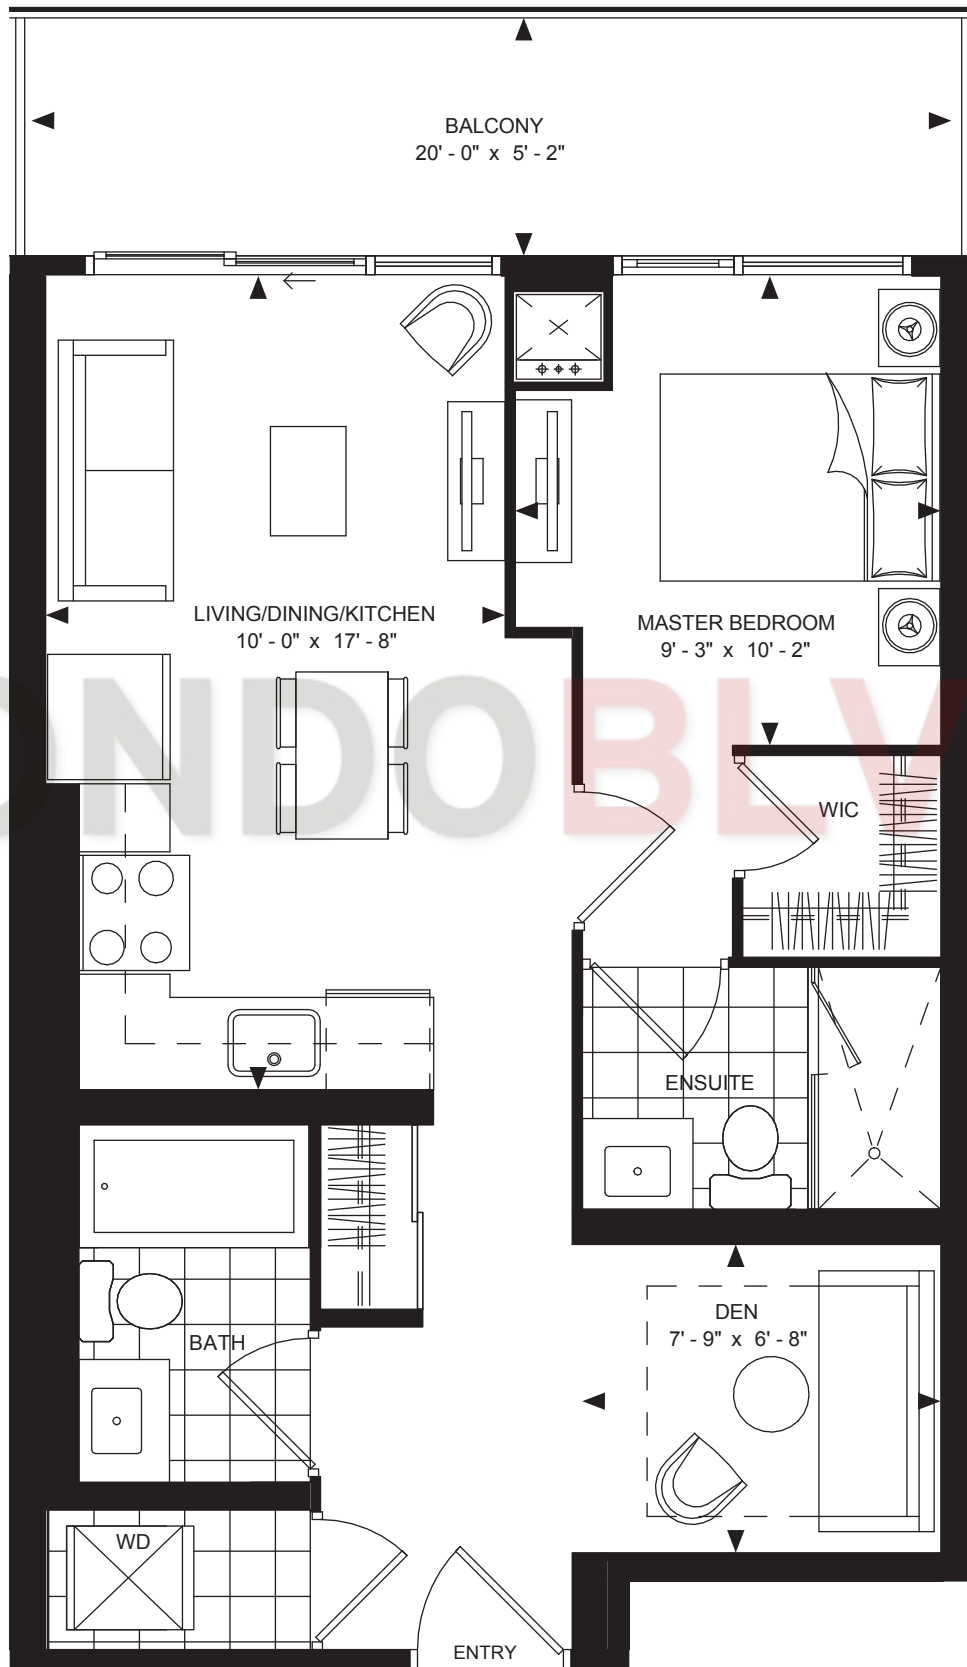 BALCONY
20' - 0" x 5' - 2"
LIVING/DINING/KITCHEN
10' - 0" x 17' - 8"
MASTER BEDROOM
9' - 3" x 10' - 2"
ONDOBLV
WIC
ENSUITE
DEN
7' - 9" x 6' - 8"
BATH
WD
ENTRY